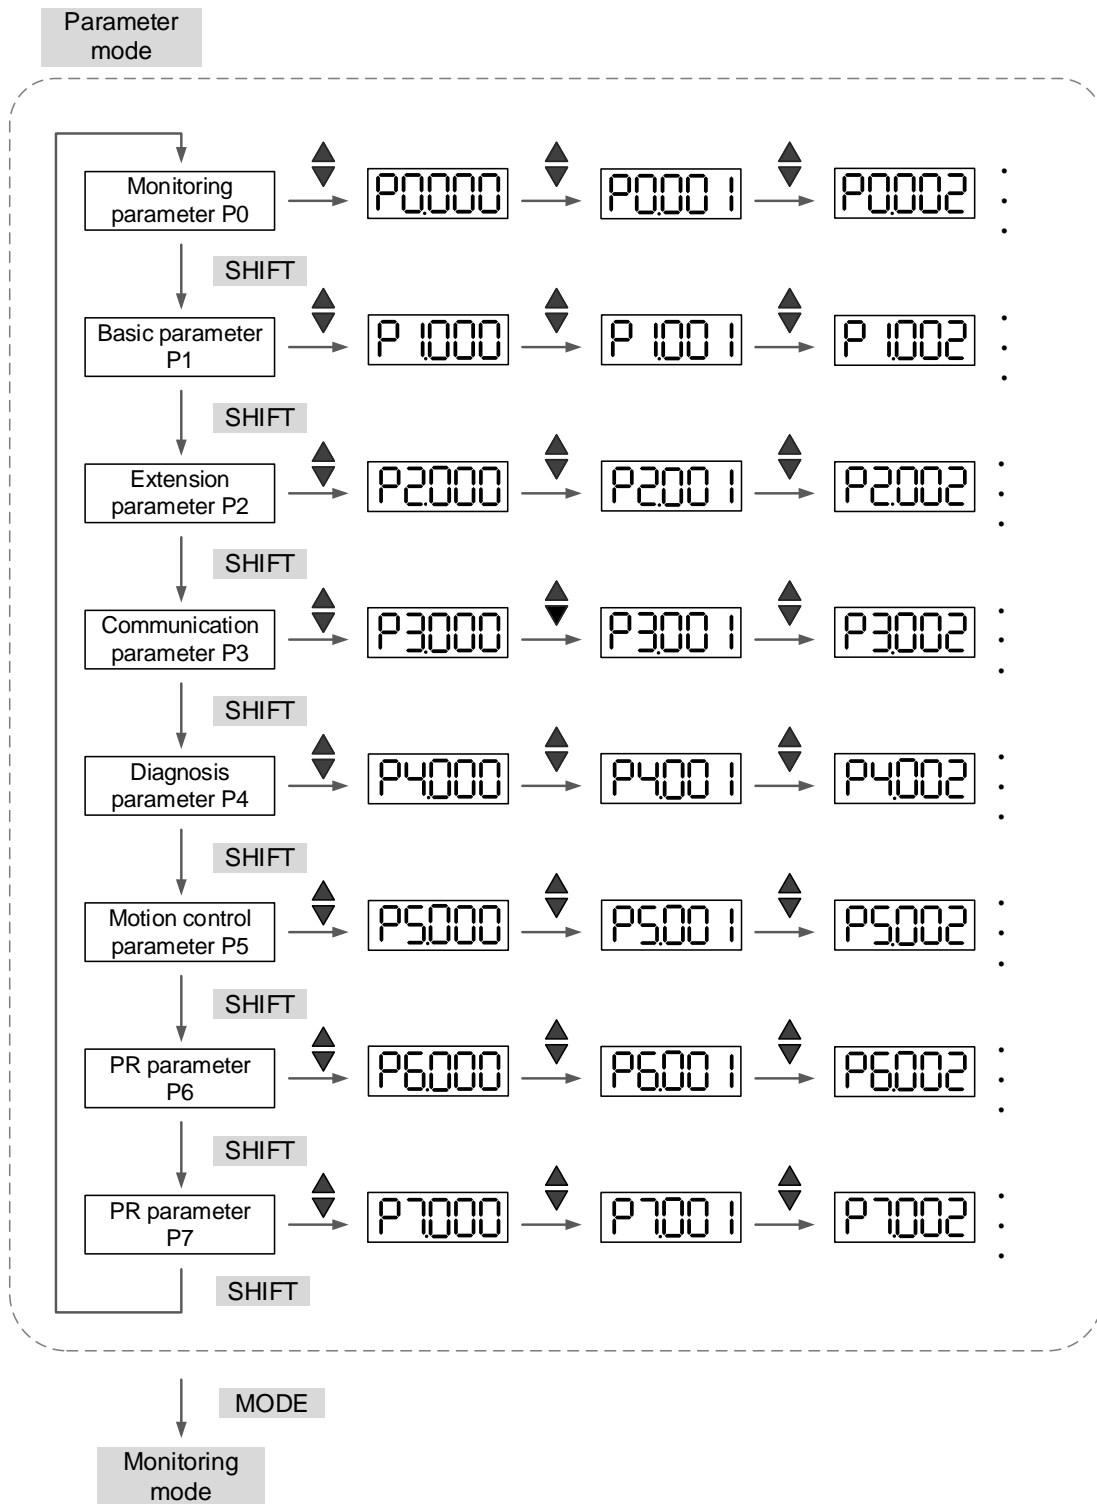 Parameter
mode
Monitoring
parameter P0
P0.000
P0.001
P0.002
SHIFT
Basic parameter
P1
P1.000
P1.001
P1.002
SHIFT
Extension
parameter P2
P2.000
P2.001
P2.002
SHIFT
Communication
parameter P3
P3.000
P3.001
P3.002
SHIFT
Diagnosis
parameter P4
P4.000
P4.001
P4.002
SHIFT
Motion control
parameter P5
P5.000
P5.001
P5.002
SHIFT
PR parameter
P6
P6.000
P6.001
P6.002
SHIFT
PR parameter
P7
P7.000
P7.001
P7.002
SHIFT
MODE
Monitoring
mode